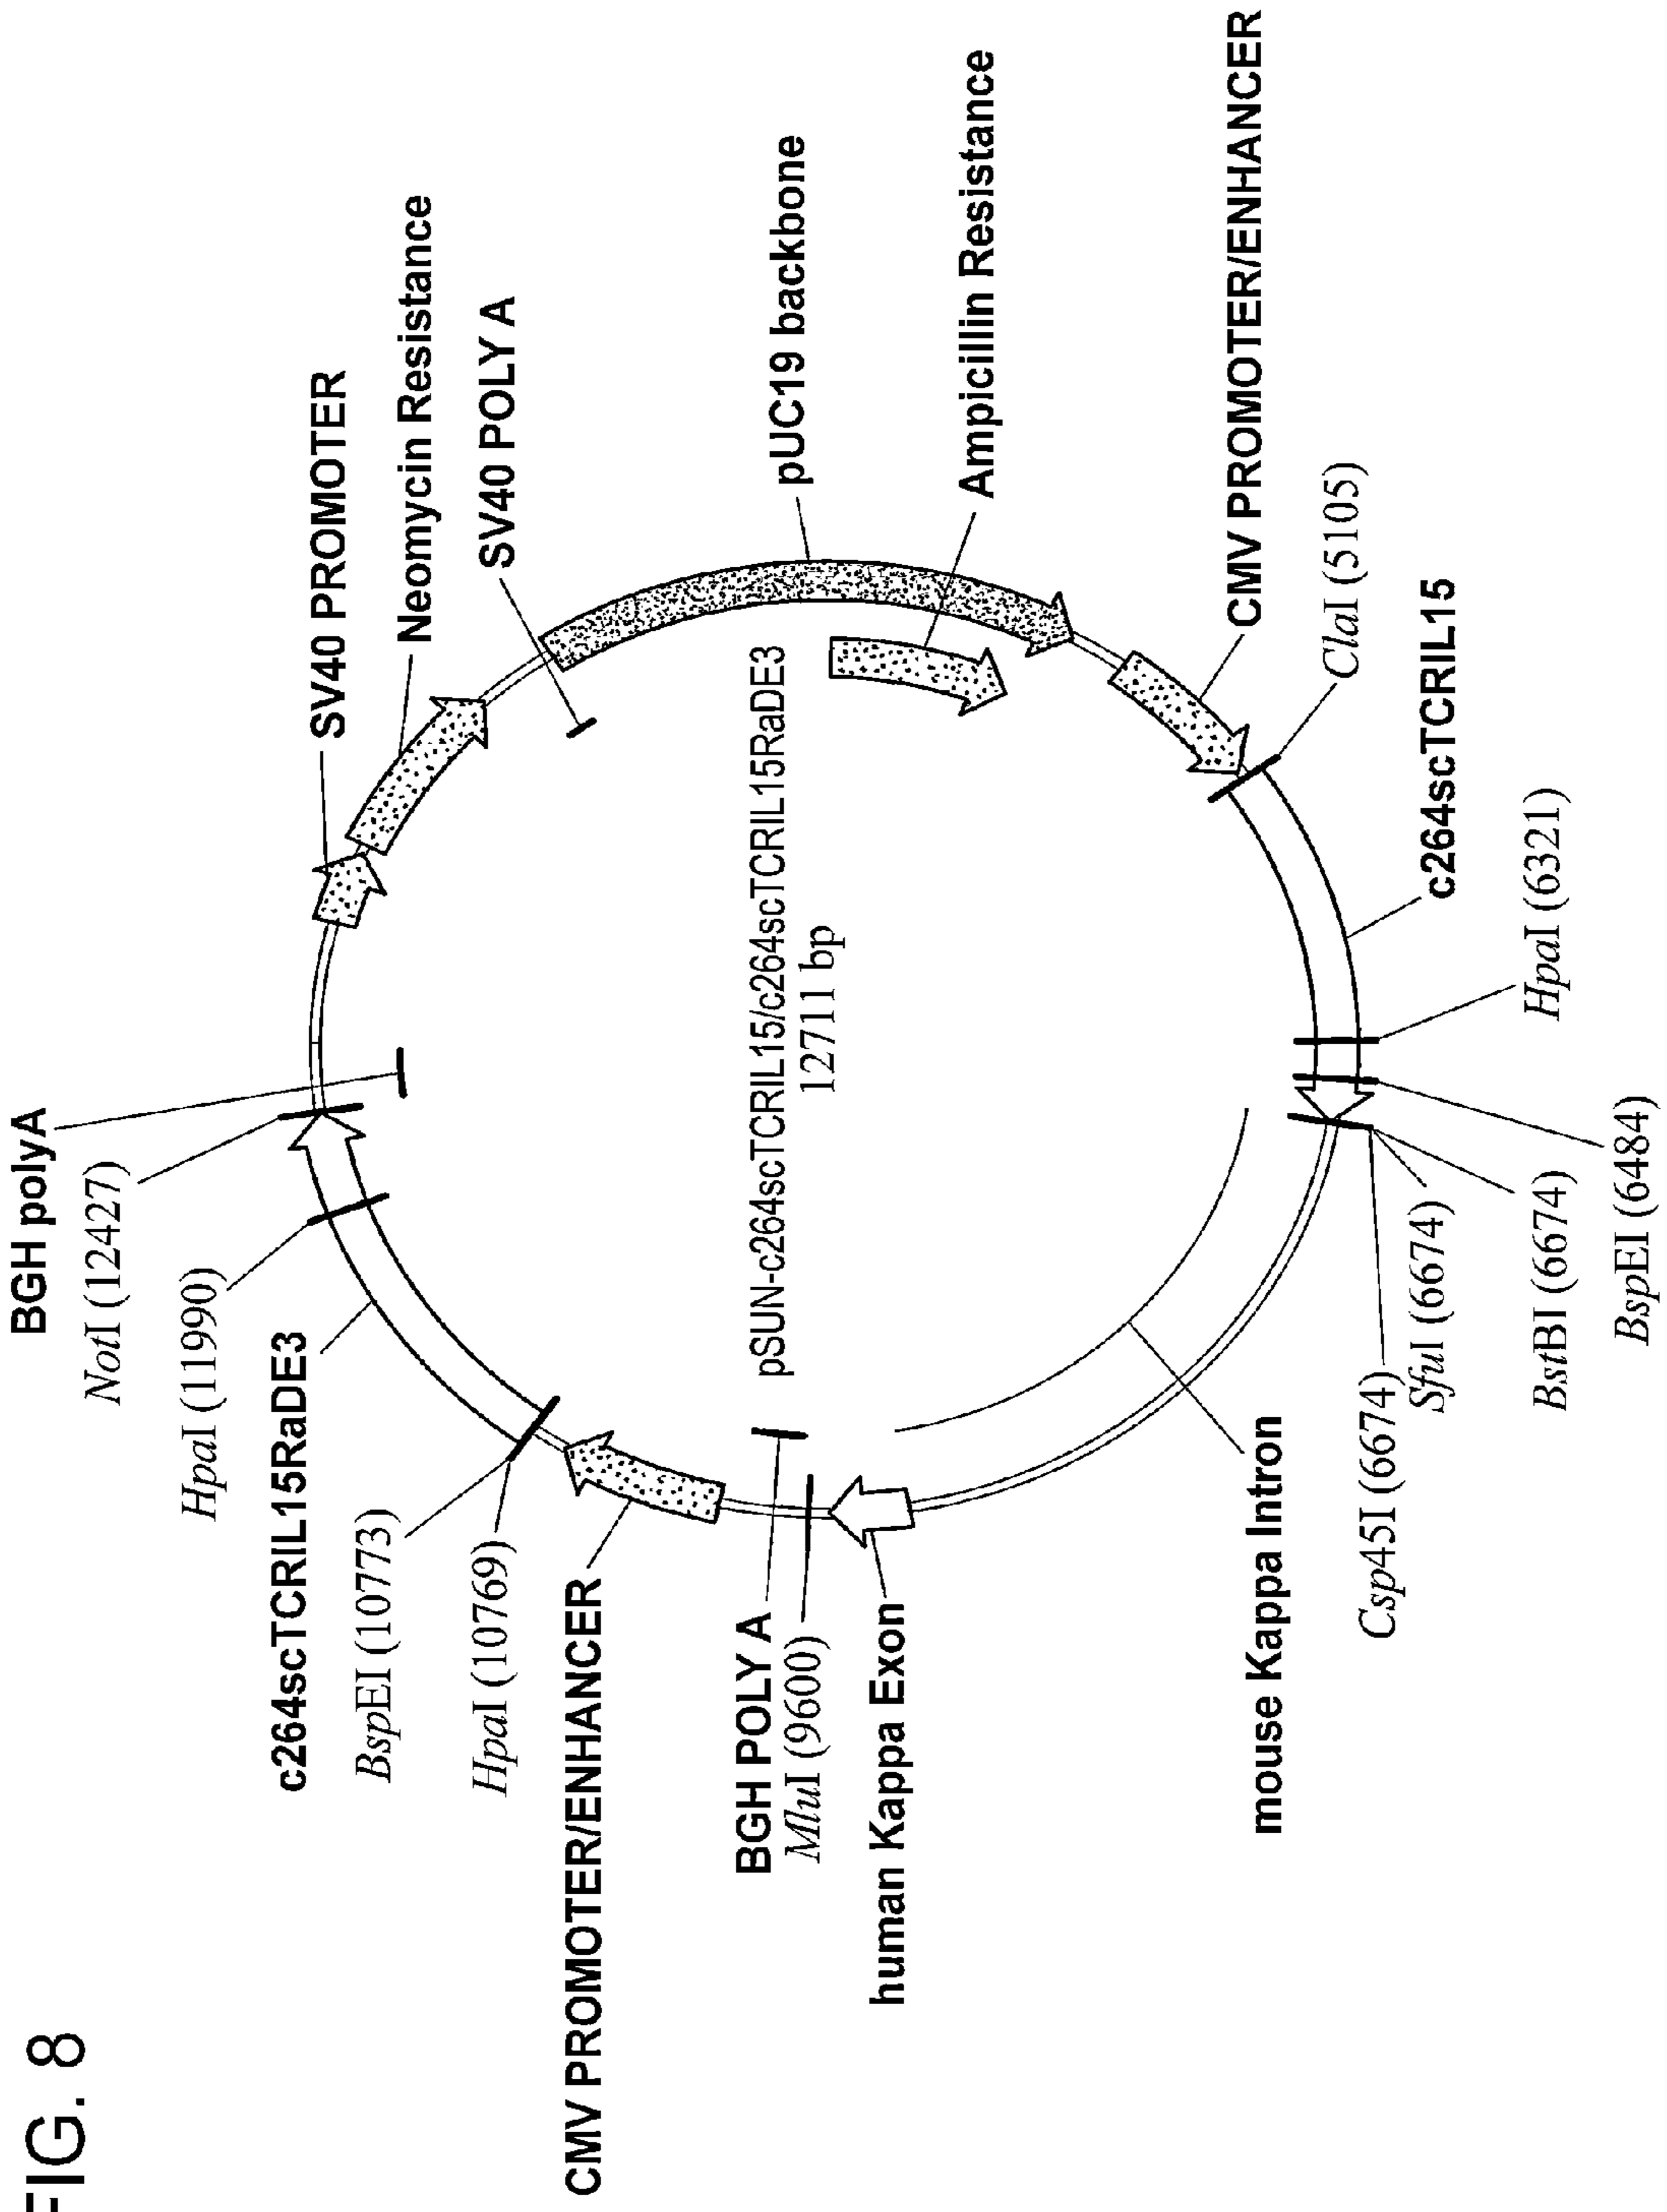 FIG. 8
BGH polyA
NotI (12427)
HpaI (11990)
c264scTCRIL15RaDE3
BspEI (10773)
HpaI (10769)
CMV PROMOTER/ENHANCER
BGH POLY A
MluI (9600)
human Kappa Exon
mouse Kappa Intron
Csp45I (6674)
SfuI (6674)
BstBI (6674)
BspEI (6484)
HpaI (6321)
c264scTCRIL15
ClaI (5105)
CMV PROMOTER/ENHANCER
Ampicillin Resistance
pUC19 backbone
SV40 POLY A
Neomycin Resistance
SV40 PROMOTER
pSUN-c264scTCRIL15/c264scTCRIL15RaDE3
12711 bp